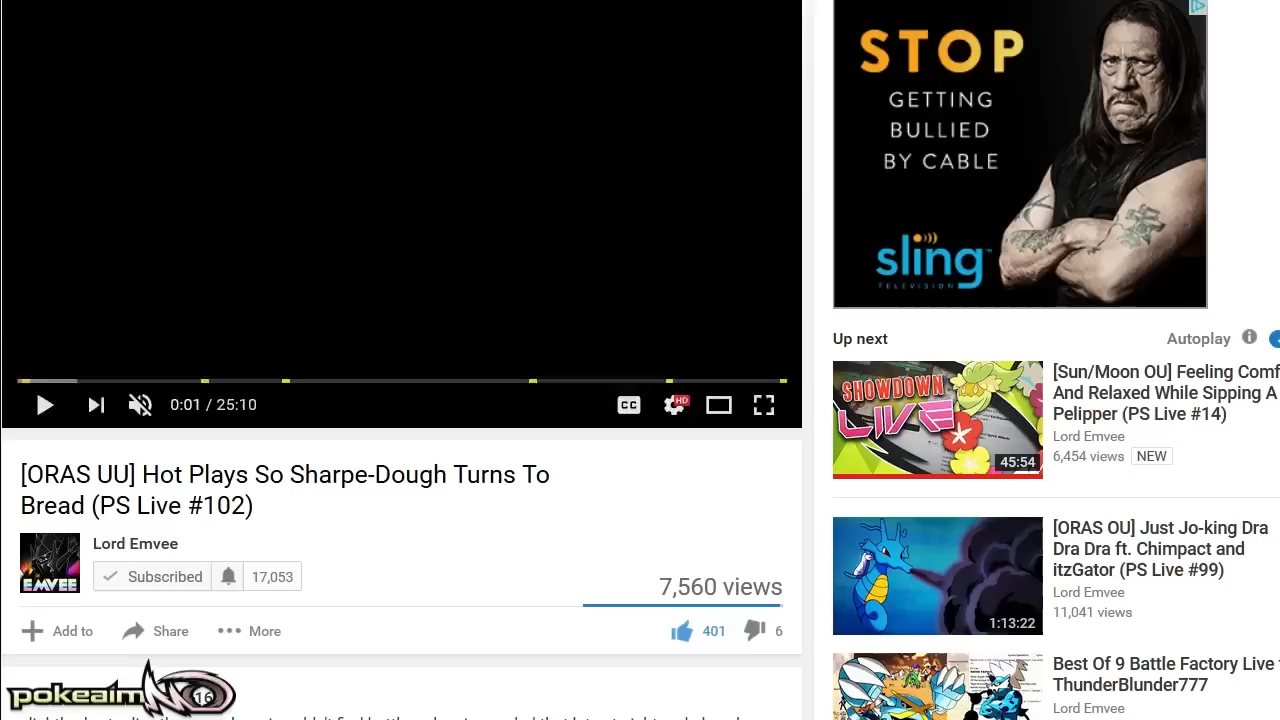 STOP
GETTING
BULLIED
BY CABLE
sling
TELEVISION
CC
HD
0:01 / 25:10
[ORAS UU] Hot Plays So Sharpe-Dough Turns To
Bread (PS Live #102)
EMVEE
Lord Emvee
Subscribed
17,053
7,560 views
Add to
Share
More
401
6
pokeaimMD
16
Up next
Autoplay
SHOWDOWN
LIVE
45:54
[Sun/Moon OU] Feeling Comf
And Relaxed While Sipping A
Pelipper (PS Live #14)
Lord Emvee
6,454 views
NEW
1:13:22
[ORAS OU] Just Jo-king Dra
Dra Dra ft. Chimpact and
itzGator (PS Live #99)
Lord Emvee
11,041 views
Best Of 9 Battle Factory Live
ThunderBlunder777
Lord Emvee